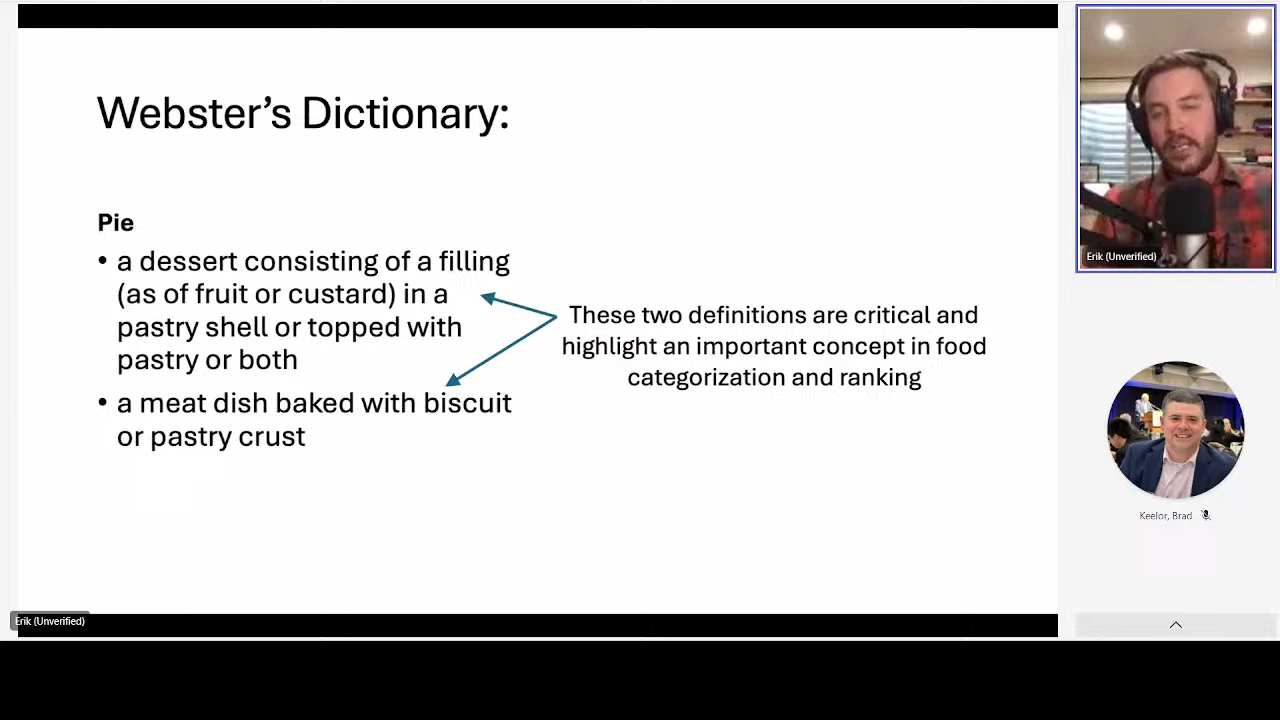 Webster’s Dictionary:
Pie
• a dessert consisting of a filling
(as of fruit or custard) in a
pastry shell or topped with
pastry or both
• a meat dish baked with biscuit
or pastry crust
These two definitions are critical and
highlight an important concept in food
categorization and ranking
Erik (Unverified)
Keelor, Brad
Erik (Unverified)